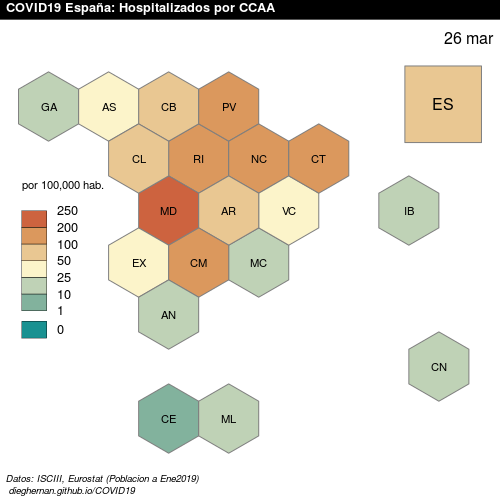 COVID19 España: Hospitalizados por CCAA
26 mar
ES
GA
AS
CB
PV
CL
RI
NC
CT
por 100,000 hab.
MD
AR
VC
IB
250
200
100
50
25
10
1
0
EX
CM
MC
AN
CN
CE
ML
Datos: ISCIII, Eurostat (Poblacion a Ene2019)
dieghernan.github.io/COVID19